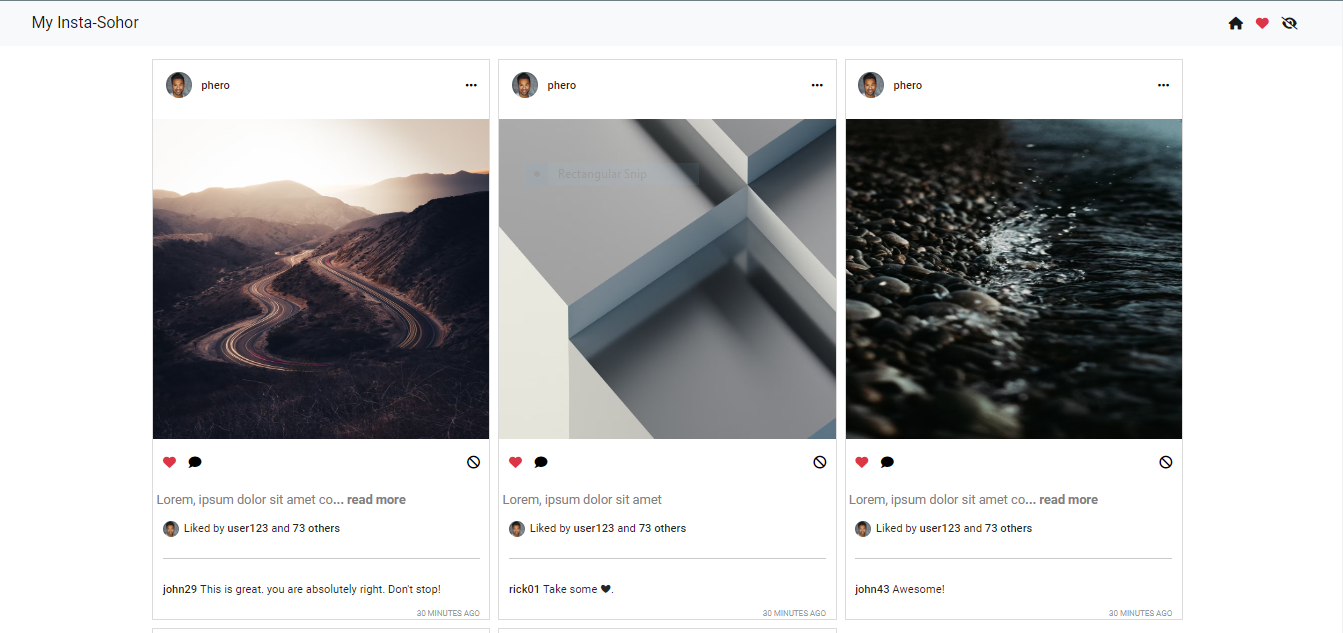 My Insta-Sohor
phero
phero
phero
Rectangular Snip
Lorem, ipsum dolor sit amet co... read more
Lorem, ipsum dolor sit amet
Lorem, ipsum dolor sit amet co... read more
Liked by user123 and 73 others
Liked by user123 and 73 others
Liked by user123 and 73 others
john29 This is great. you are absolutely right. Don't stop!
rick01 Take some 🖤.
john43 Awesome!
30 MINUTES AGO
30 MINUTES AGO
30 MINUTES AGO